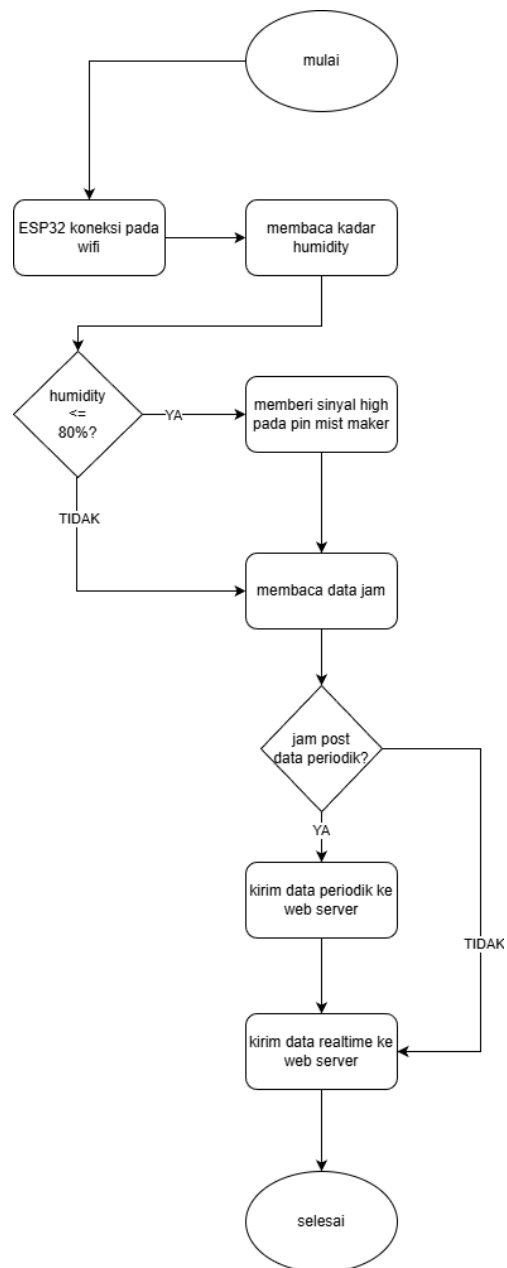 mulai
ESP32 koneksi pada
wifi
membaca kadar
humidity
humidity
<=
80%?
YA
memberi sinyal high
pada pin mist maker
TIDAK
membaca data jam
jam post
data periodik?
YA
kirim data periodik ke
web server
TIDAK
kirim data realtime ke
web server
selesai